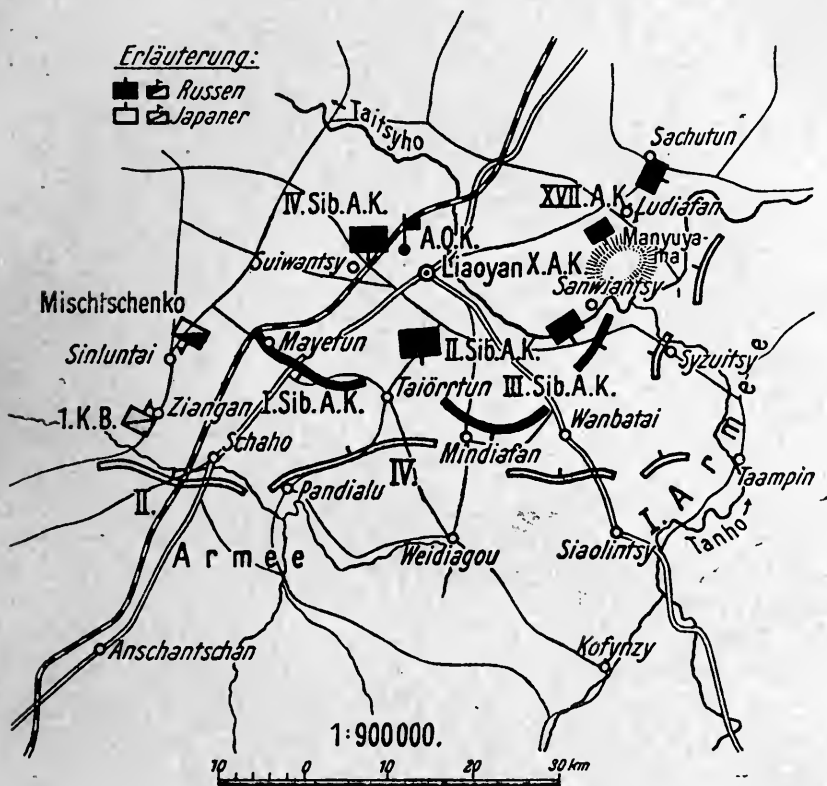 Erläuterung:
Russen
Japaner
Taitsyho
Sachutun
IV. Sib. A.K.
XVII. A.K.
Ludiafan
A.O.K.
Manyuya-
ma
Suiwantsy
Liaoyan
X.A.K.
Sanwiantsy
Mischtschenko
Mayetun
II. Sib. A.K.
Syzuitsy
Sinluntai
I. Sib. A.K.
Taiörrtun
III. Sib. A.K.
1.K.B.
Ziangan
Wanbatai
Schaho
Mindiafan
Taampin
II.
Pandialu
IV.
I. Armee
Armee
Weidiagou
Siaolintsy
Tanho
Anschantschan
Kofynzy
1:900000.
10 0 10 20 30 km